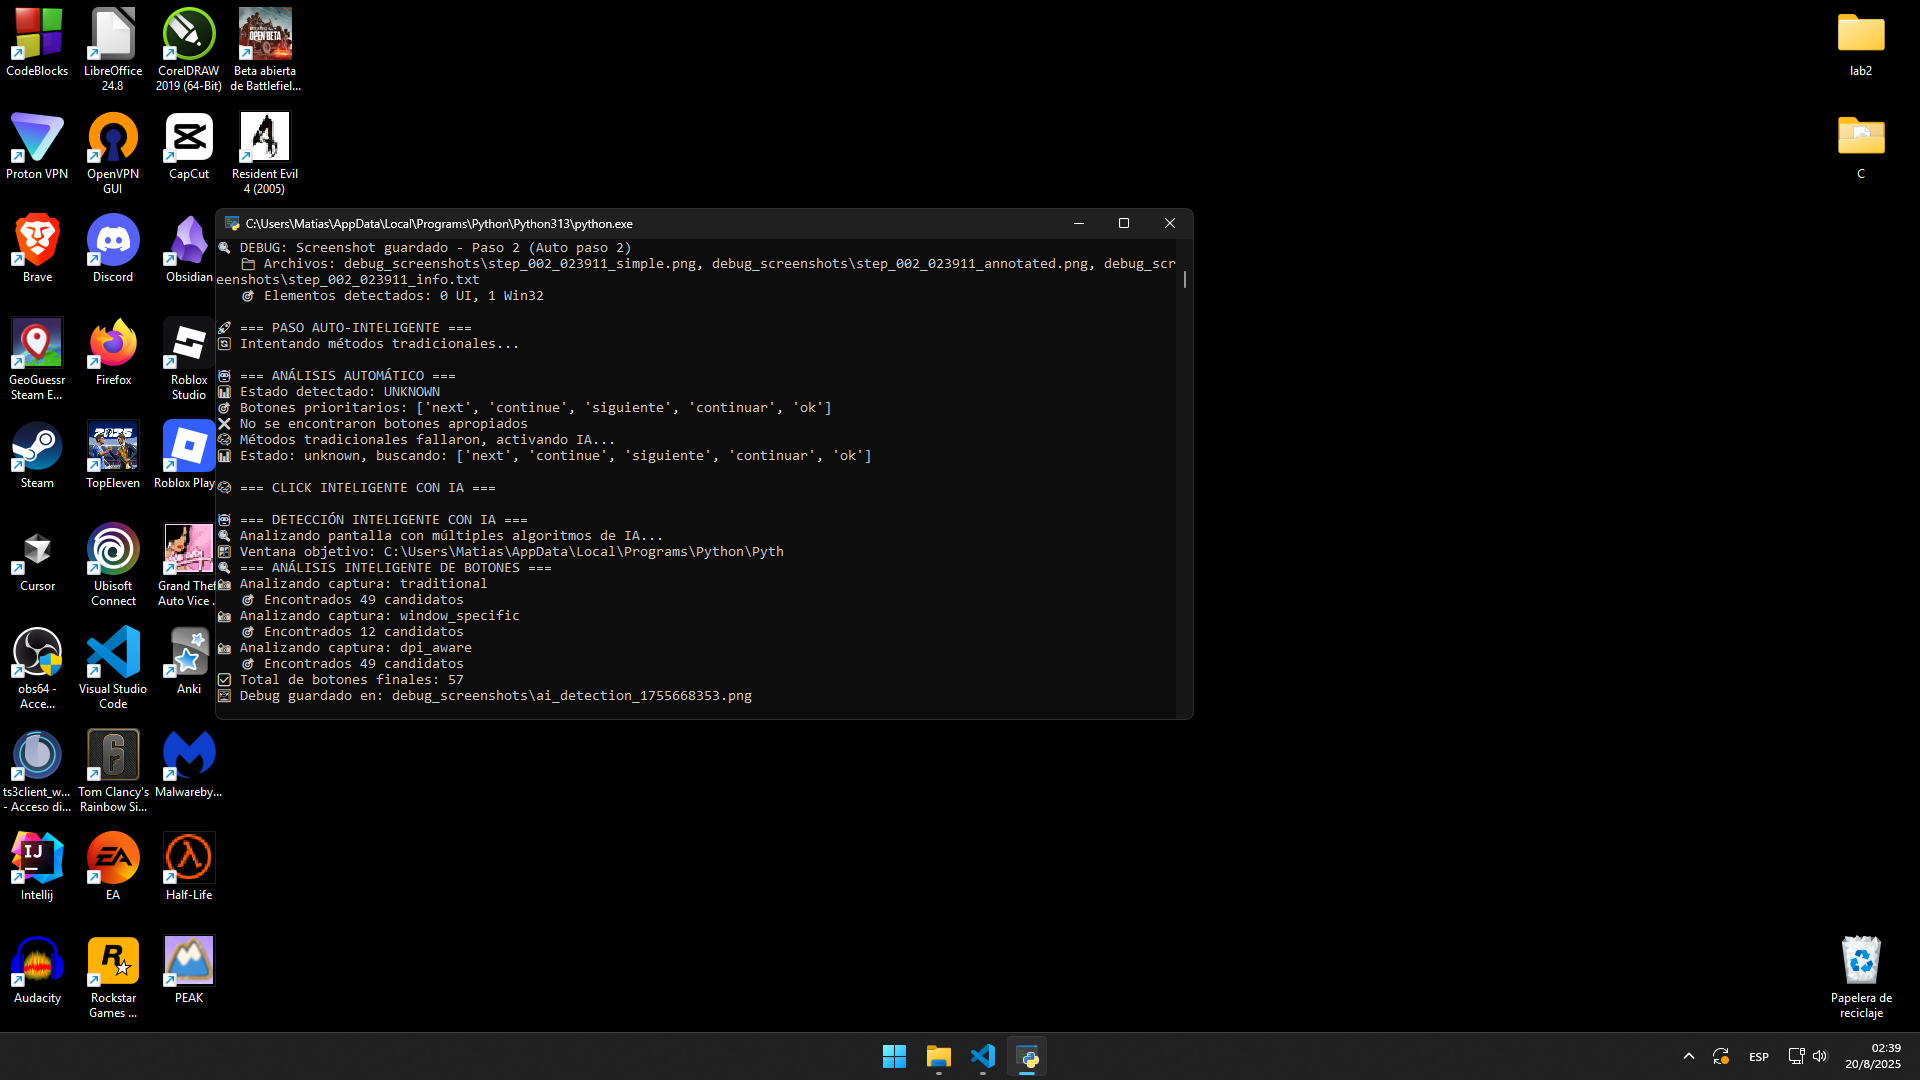 CodeBlocks
LibreOffice
24.8
CorelDRAW
2019 (64-Bit)
OPEN BETA
Beta abierta
de Battlefiel...
Proton VPN
OpenVPN
GUI
CapCut
Resident Evil
4 (2005)
Brave
Discord
Obsidian
GeoGuessr
Steam E...
Firefox
Roblox
Studio
Steam
TopEleven
Roblox Play
Cursor
Ubisoft
Connect
Grand Thef
Auto Vice .
obs64 -
Acce...
Visual Studio
Code
Anki
ts3client_w...
- Acceso di...
Tom Clancy's
Rainbow Si...
Malwareby...
IJ
Intellij
EA
EA
Half-Life
Audacity
Rockstar
Games ...
PEAK
C:\Users\Matias\AppData\Local\Programs\Python\Python313\python.exe
DEBUG: Screenshot guardado - Paso 2 (Auto paso 2)
Archivos: debug_screenshots\step_002_023911_simple.png, debug_screenshots\step_002_023911_annotated.png, debug_scr
eenshots\step_002_023911_info.txt
Elementos detectados: 0 UI, 1 Win32
=== PASO AUTO-INTELIGENTE ===
Intentando métodos tradicionales...
=== ANÁLISIS AUTOMÁTICO ===
Estado detectado: UNKNOWN
Botones prioritarios: ['next', 'continue', 'siguiente', 'continuar', 'ok']
No se encontraron botones apropiados
Métodos tradicionales fallaron, activando IA...
Estado: unknown, buscando: ['next', 'continue', 'siguiente', 'continuar', 'ok']
=== CLICK INTELIGENTE CON IA ===
=== DETECCIÓN INTELIGENTE CON IA ===
Analizando pantalla con múltiples algoritmos de IA...
Ventana objetivo: C:\Users\Matias\AppData\Local\Programs\Python\Pyth
=== ANÁLISIS INTELIGENTE DE BOTONES ===
Analizando captura: traditional
Encontrados 49 candidatos
Analizando captura: window_specific
Encontrados 12 candidatos
Analizando captura: dpi_aware
Encontrados 49 candidatos
Total de botones finales: 57
Debug guardado en: debug_screenshots\ai_detection_1755668353.png
lab2
C
Papelera de
reciclaje
ESP
02:39
20/8/2025